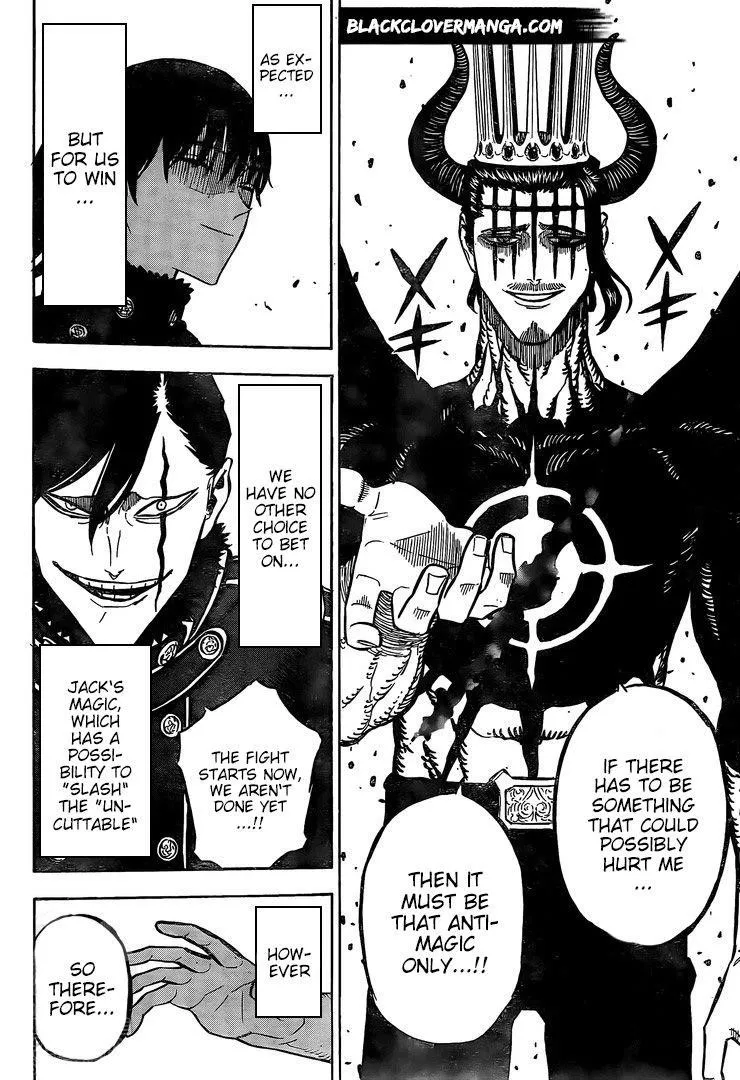 BLACKCLOVERMANGA.COM
IF THERE
HAS TO BE
SOMETHING
THAT COULD
POSSIBLY
HURT ME
...
THEN IT
MUST BE
THAT ANTI-
MAGIC
ONLY...!!
AS EX-
PECTED
...
BUT
FOR US
TO WIN
...
WE
HAVE NO
OTHER
CHOICE
TO BET
ON...
JACK'S
MAGIC,
WHICH
HAS A
POSSI-
BILITY TO
"SLASH"
THE "UN-
CUTTABLE"
THE FIGHT
STARTS NOW,
WE AREN'T
DONE YET
...!!
HOW-
EVER
SO
THERE-
FORE...